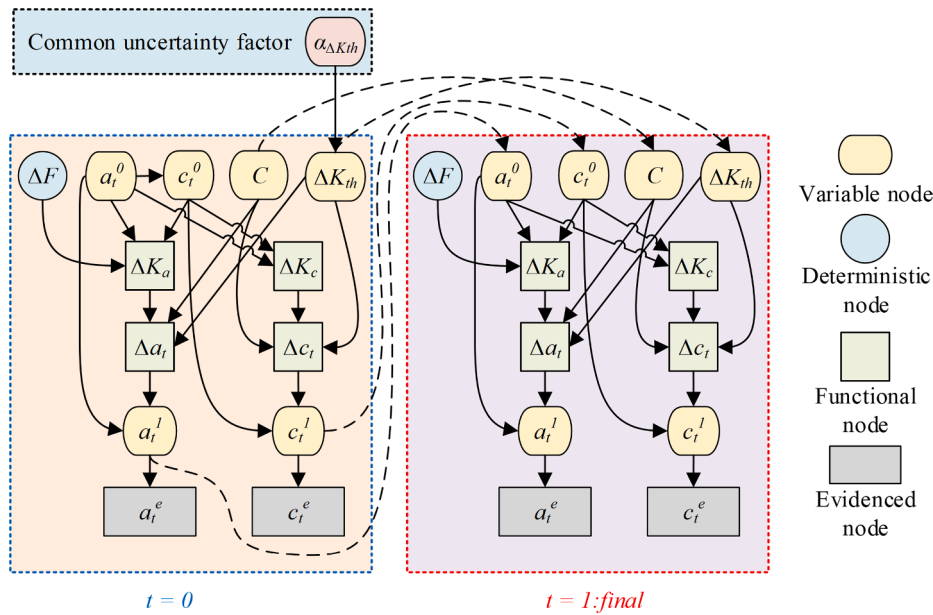 Common uncertainty factor α_ΔKth
ΔF a_t^0 c_t^0 C ΔK_th
ΔK_a ΔK_c
Δa_t Δc_t
a_t^1 c_t^1
a_t^e c_t^e
t = 0
ΔF a_t^0 c_t^0 C ΔK_th
ΔK_a ΔK_c
Δa_t Δc_t
a_t^1 c_t^1
a_t^e c_t^e
t = 1:final
Variable node
Deterministic
node
Functional
node
Evidenced
node